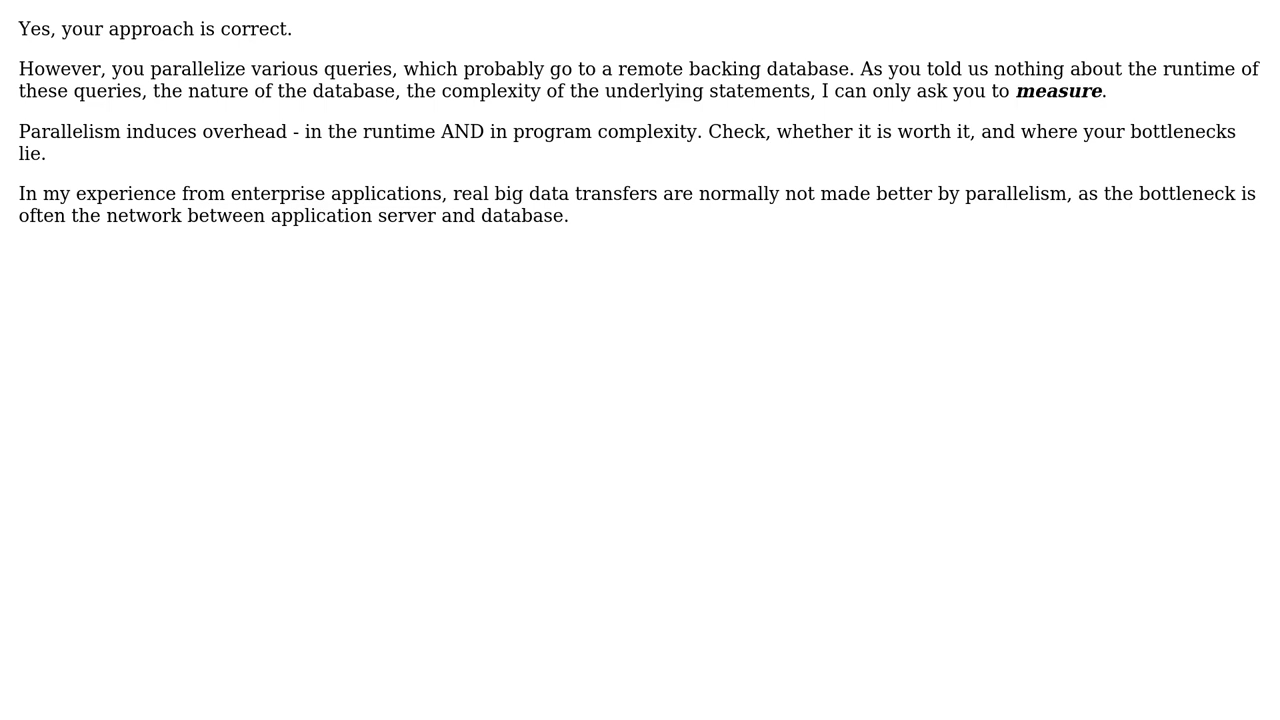 Yes, your approach is correct.
However, you parallelize various queries, which probably go to a remote backing database. As you told us nothing about the runtime of
these queries, the nature of the database, the complexity of the underlying statements, I can only ask you to measure.
Parallelism induces overhead - in the runtime AND in program complexity. Check, whether it is worth it, and where your bottlenecks
lie.
In my experience from enterprise applications, real big data transfers are normally not made better by parallelism, as the bottleneck is
often the network between application server and database.